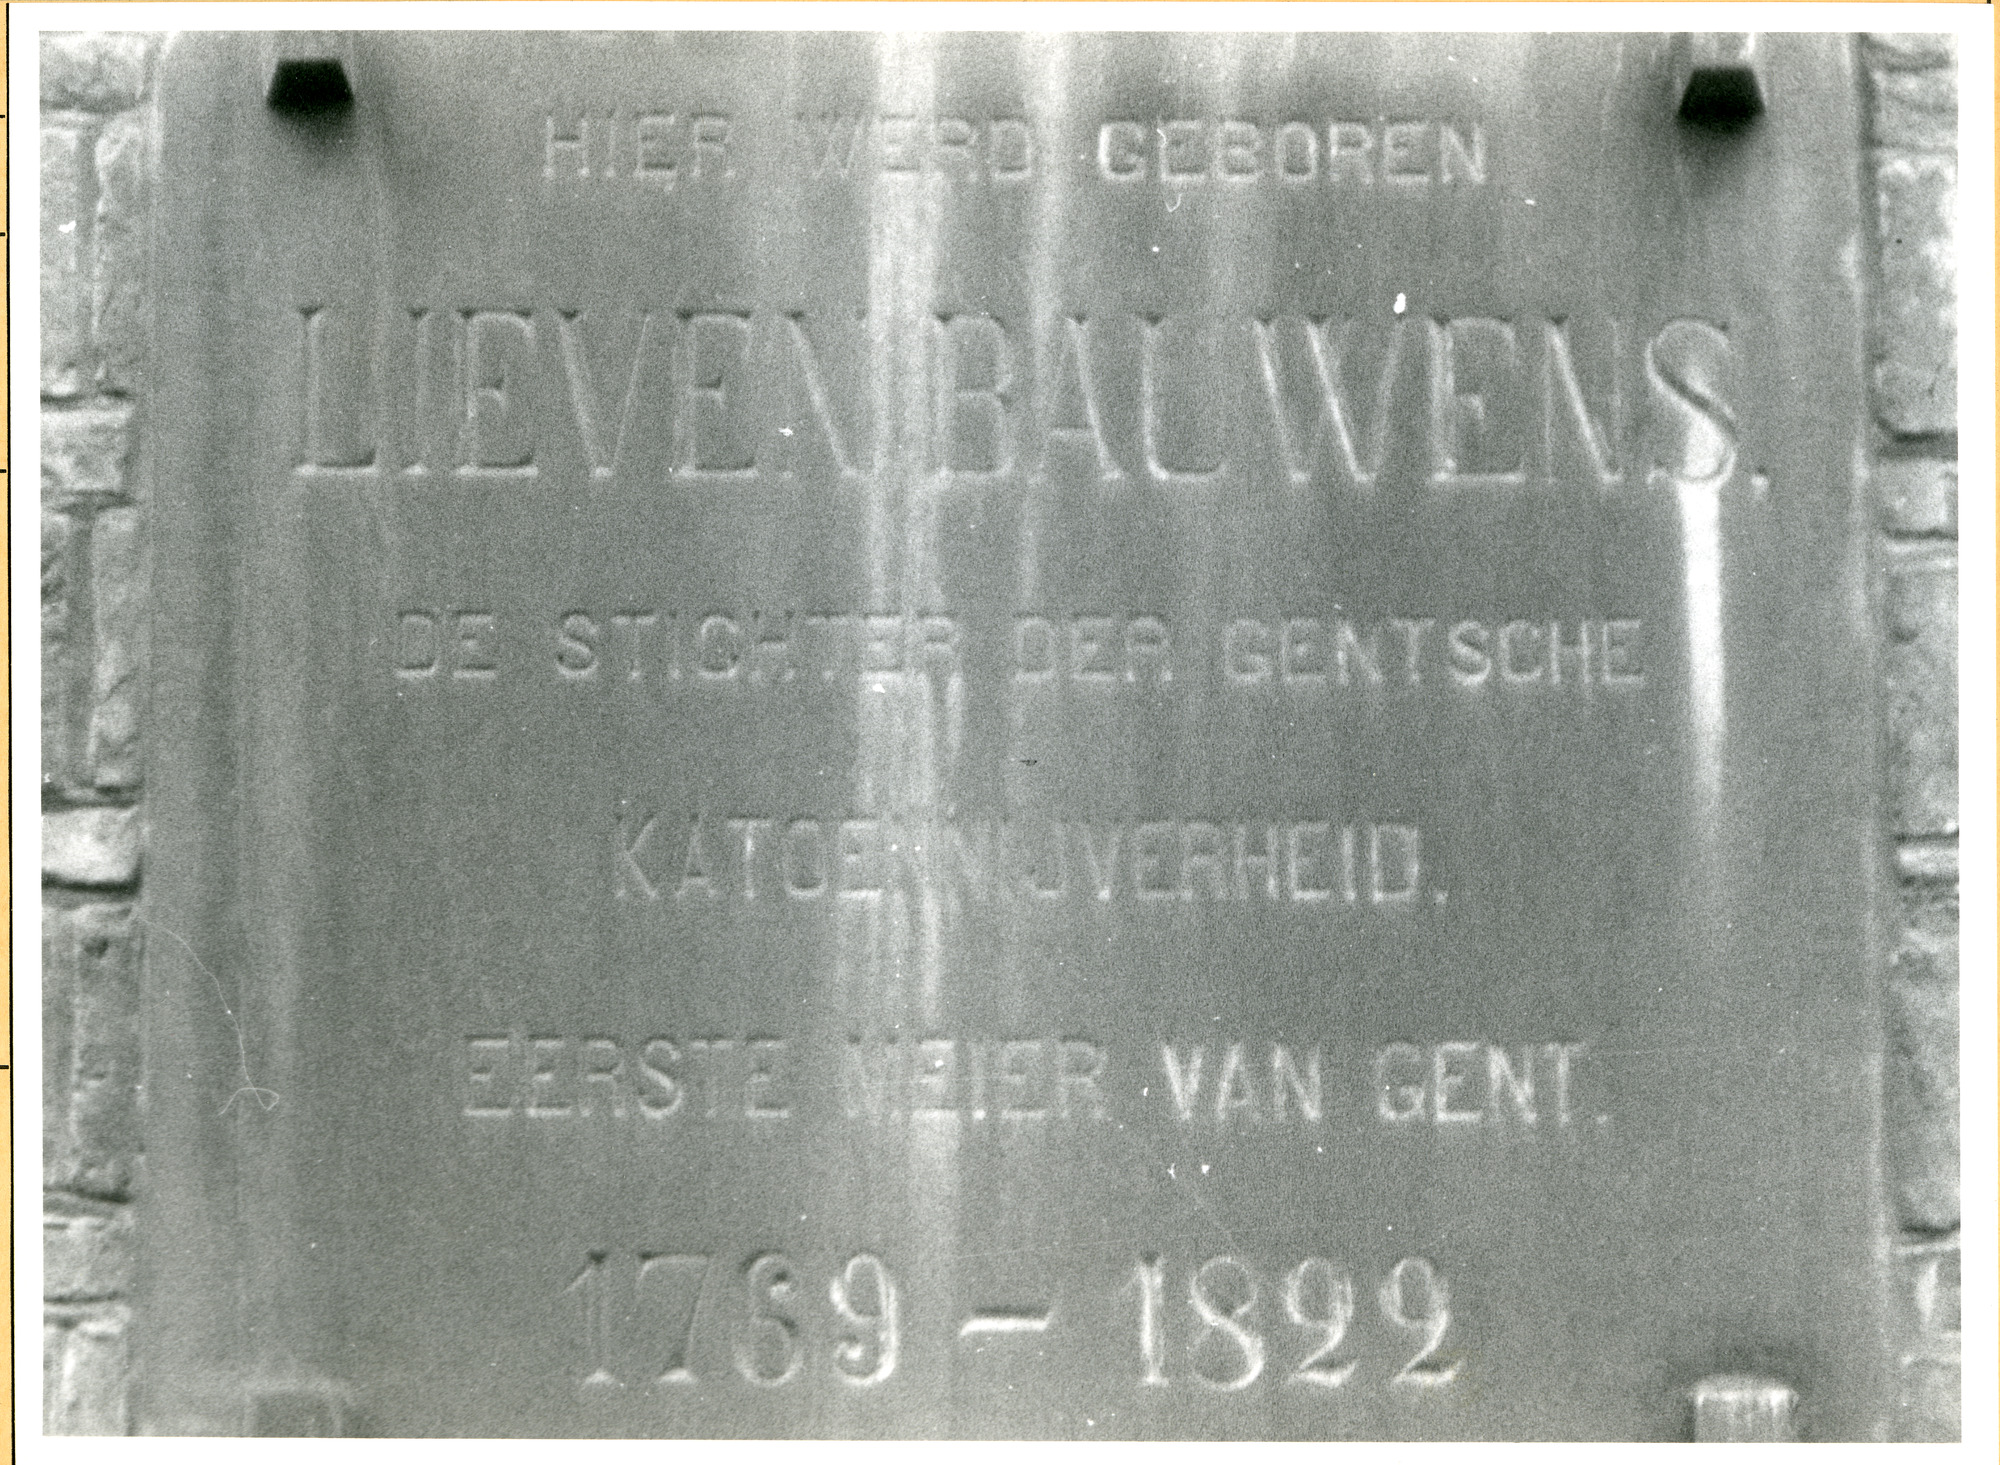 HIER WERD GEBOREN
LIEVEN BAUWENS.
DE STICHTER DER GENTSCHE
KATOENNIJVERHEID.
EERSTE MEIER VAN GENT.
1769 – 1822